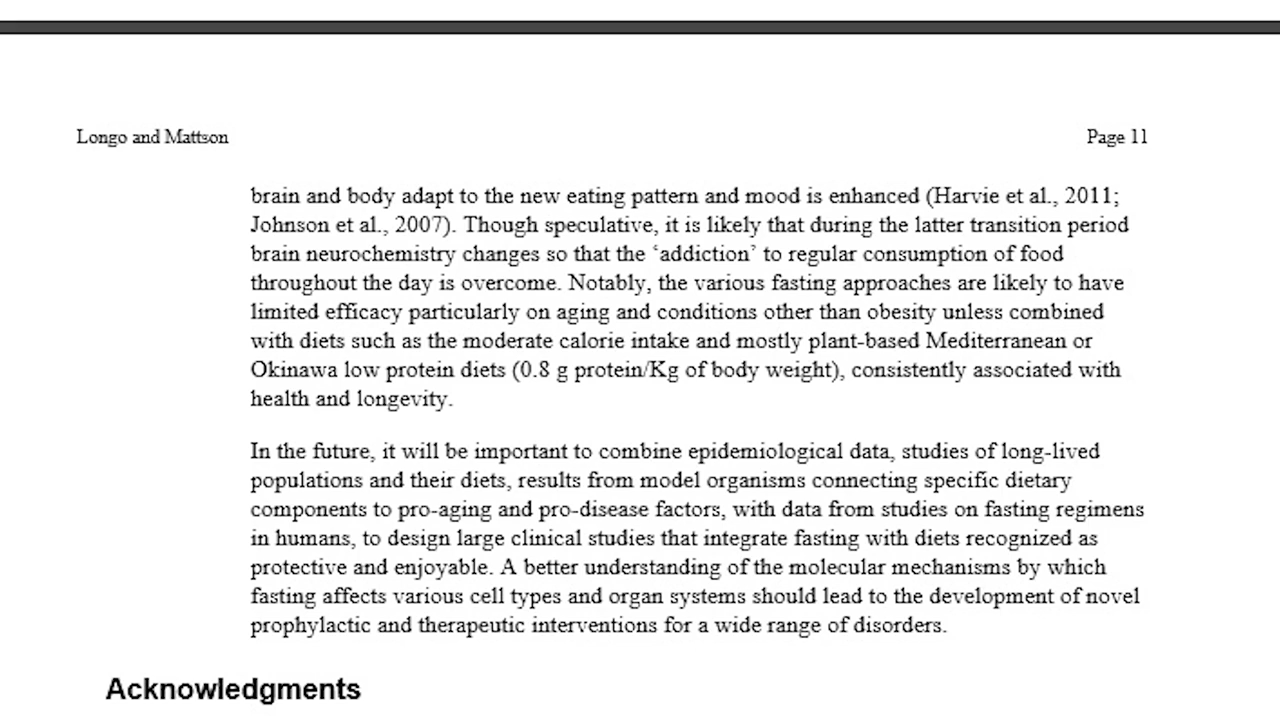 Longo and Mattson
Page 11
brain and body adapt to the new eating pattern and mood is enhanced (Harvie et al., 2011;
Johnson et al., 2007). Though speculative, it is likely that during the latter transition period
brain neurochemistry changes so that the ‘addiction’ to regular consumption of food
throughout the day is overcome. Notably, the various fasting approaches are likely to have
limited efficacy particularly on aging and conditions other than obesity unless combined
with diets such as the moderate calorie intake and mostly plant-based Mediterranean or
Okinawa low protein diets (0.8 g protein/Kg of body weight), consistently associated with
health and longevity.
In the future, it will be important to combine epidemiological data, studies of long-lived
populations and their diets, results from model organisms connecting specific dietary
components to pro-aging and pro-disease factors, with data from studies on fasting regimens
in humans, to design large clinical studies that integrate fasting with diets recognized as
protective and enjoyable. A better understanding of the molecular mechanisms by which
fasting affects various cell types and organ systems should lead to the development of novel
prophylactic and therapeutic interventions for a wide range of disorders.
Acknowledgments